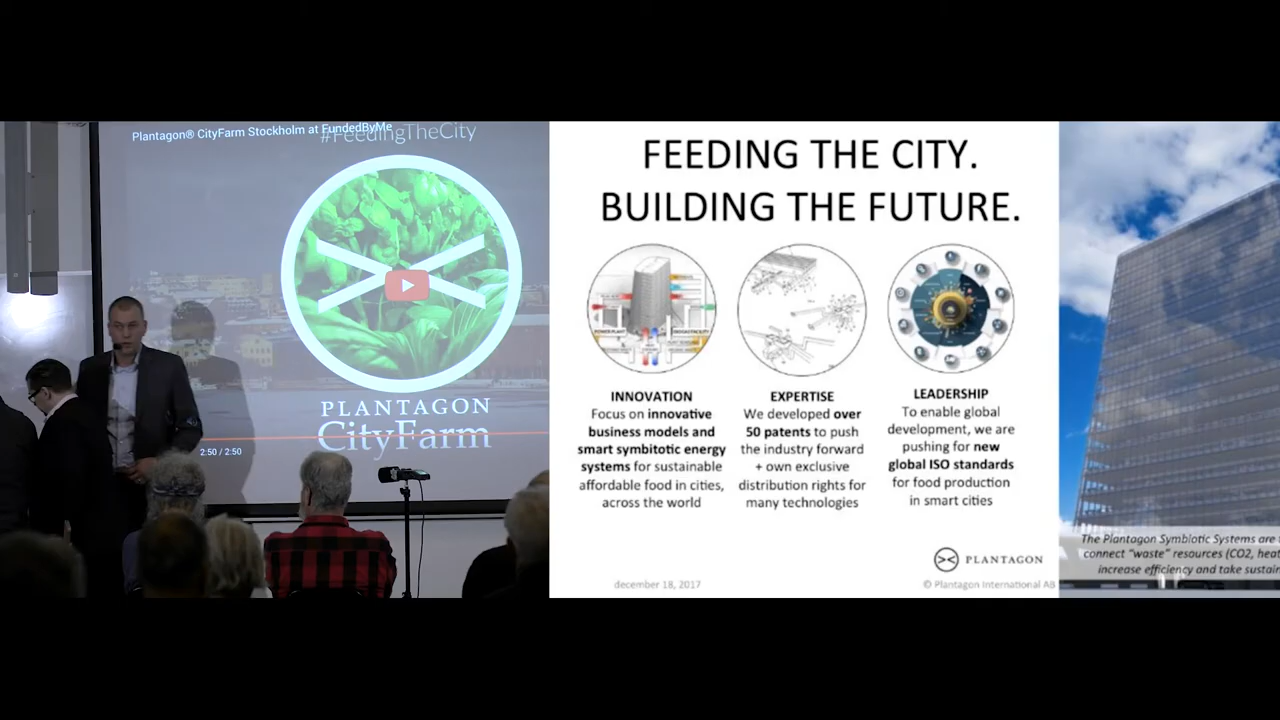 Plantagon® CityFarm Stockholm at FundedByMe
#FeedingTheCity
PLANTAGON
CityFarm
2:50 / 2:50
FEEDING THE CITY.
BUILDING THE FUTURE.
INNOVATION
Focus on innovative
business models and
smart symbitotic energy
systems for sustainable
affordable food in cities,
across the world
EXPERTISE
We developed over
50 patents to push
the industry forward
+ own exclusive
distribution rights for
many technologies
LEADERSHIP
To enable global
development, we are
pushing for new
global ISO standards
for food production
in smart cities
PLANTAGON
december 18, 2017
© Plantagon International AB
The Plantagon Symbiotic Systems are
connect "waste" resources (CO2, heat
increase efficiency and take sustain